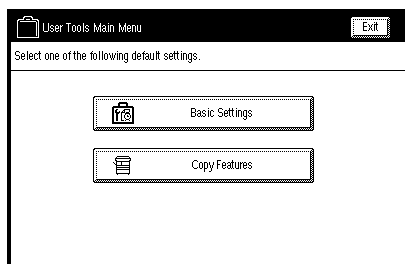 User Tools Main Menu
Exit
Select one of the following default settings.
Basic Settings
Copy Features